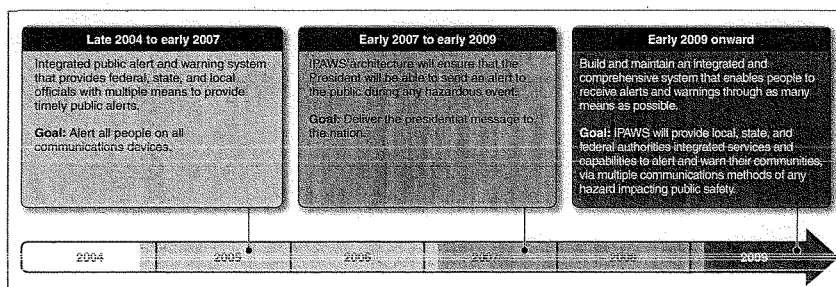 Late 2004 to early 2007
Integrated public alert and warning system
that provides federal, state, and local
officials with multiple means to provide
timely public alerts.
Goal: Alert all people on all
communications devices.
Early 2007 to early 2009
IPAWS architecture will ensure that the
President will be able to send an alert to
the public during any hazardous event.
Goal: Deliver the presidential message to
the nation.
Early 2009 onward
Build and maintain an integrated and
comprehensive system that enables people to
receive alerts and warnings through as many
means as possible.
Goal: IPAWS will provide local, state, and
federal authorities integrated services and
capabilities to alert and warn their communities,
via multiple communications methods of any
hazard impacting public safety.
2004 2005 2006 2007 2008 2009